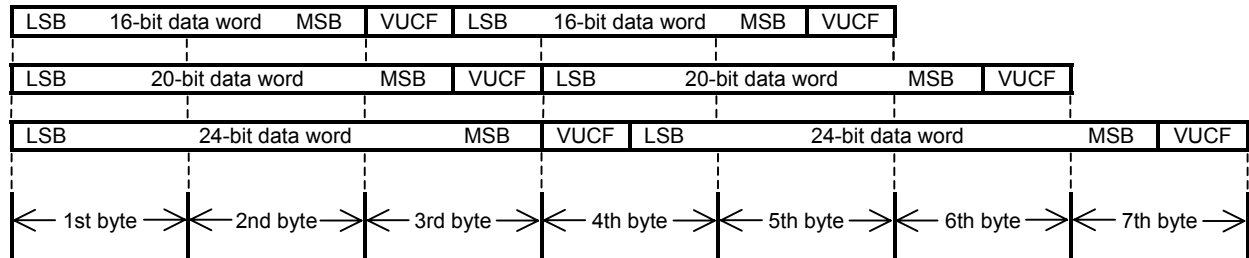 LSB 16-bit data word MSB VUCF LSB 16-bit data word MSB VUCF
LSB 20-bit data word MSB VUCF LSB 20-bit data word MSB VUCF
LSB 24-bit data word MSB VUCF LSB 24-bit data word MSB VUCF
1st byte 2nd byte 3rd byte 4th byte 5th byte 6th byte 7th byte